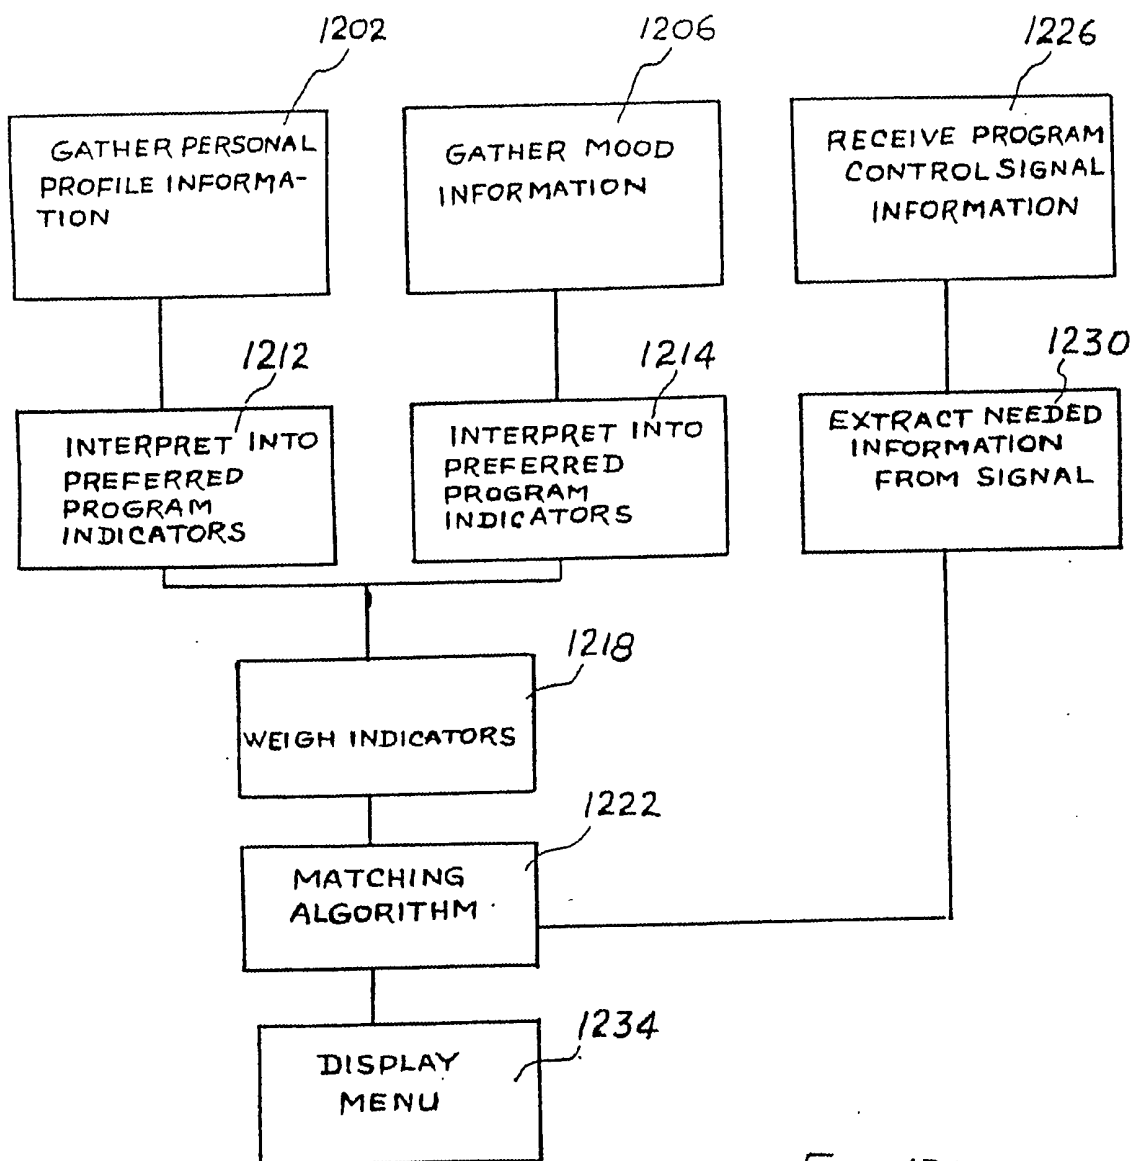 1202
1206
1226
GATHER PERSONAL
PROFILE INFORMA-
TION
GATHER MOOD
INFORMATION
RECEIVE PROGRAM
CONTROL SIGNAL
INFORMATION
1212
1214
1230
INTERPRET INTO
PREFERRED
PROGRAM
INDICATORS
INTERPRET INTO
PREFERRED
PROGRAM
INDICATORS
EXTRACT NEEDED
INFORMATION
FROM SIGNAL
1218
WEIGH INDICATORS
1222
MATCHING
ALGORITHM
1234
DISPLAY
MENU